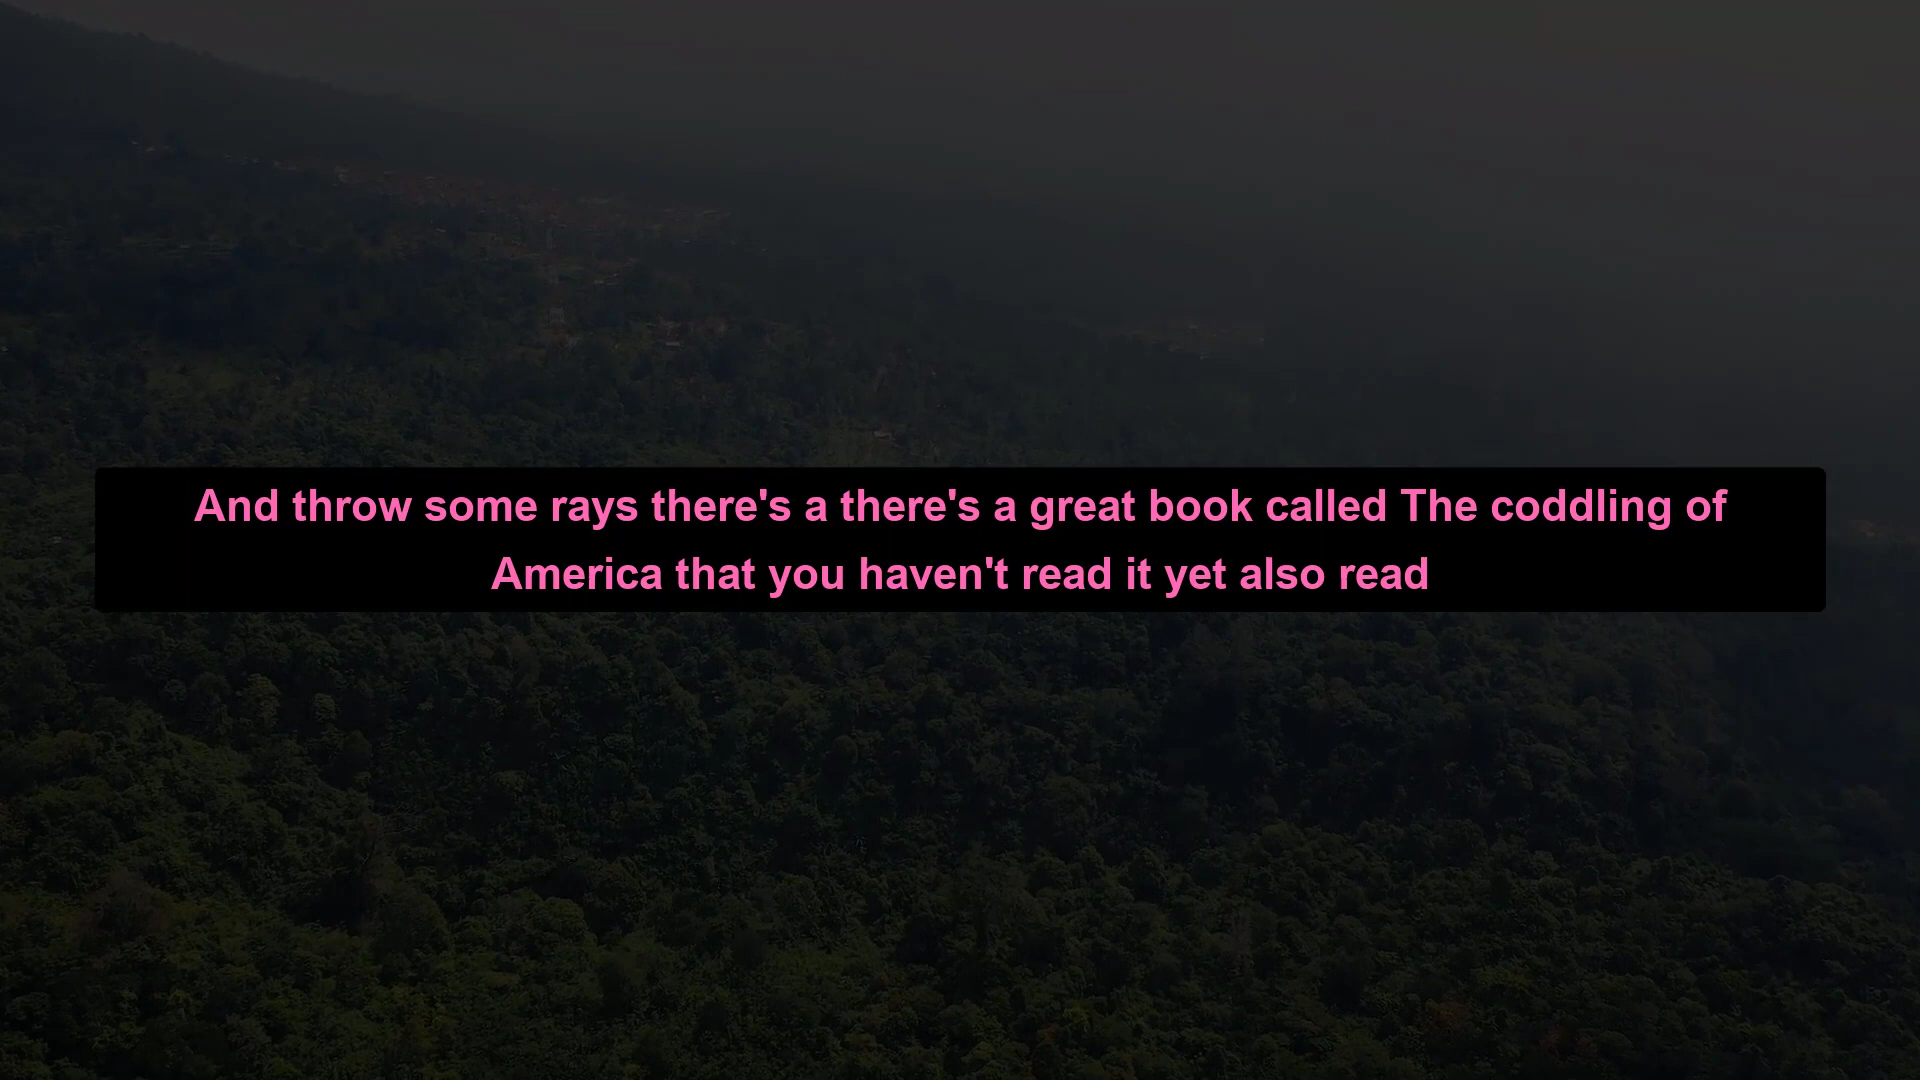 And throw some rays there's a there's a great book called The coddling of
America that you haven't read it yet also read